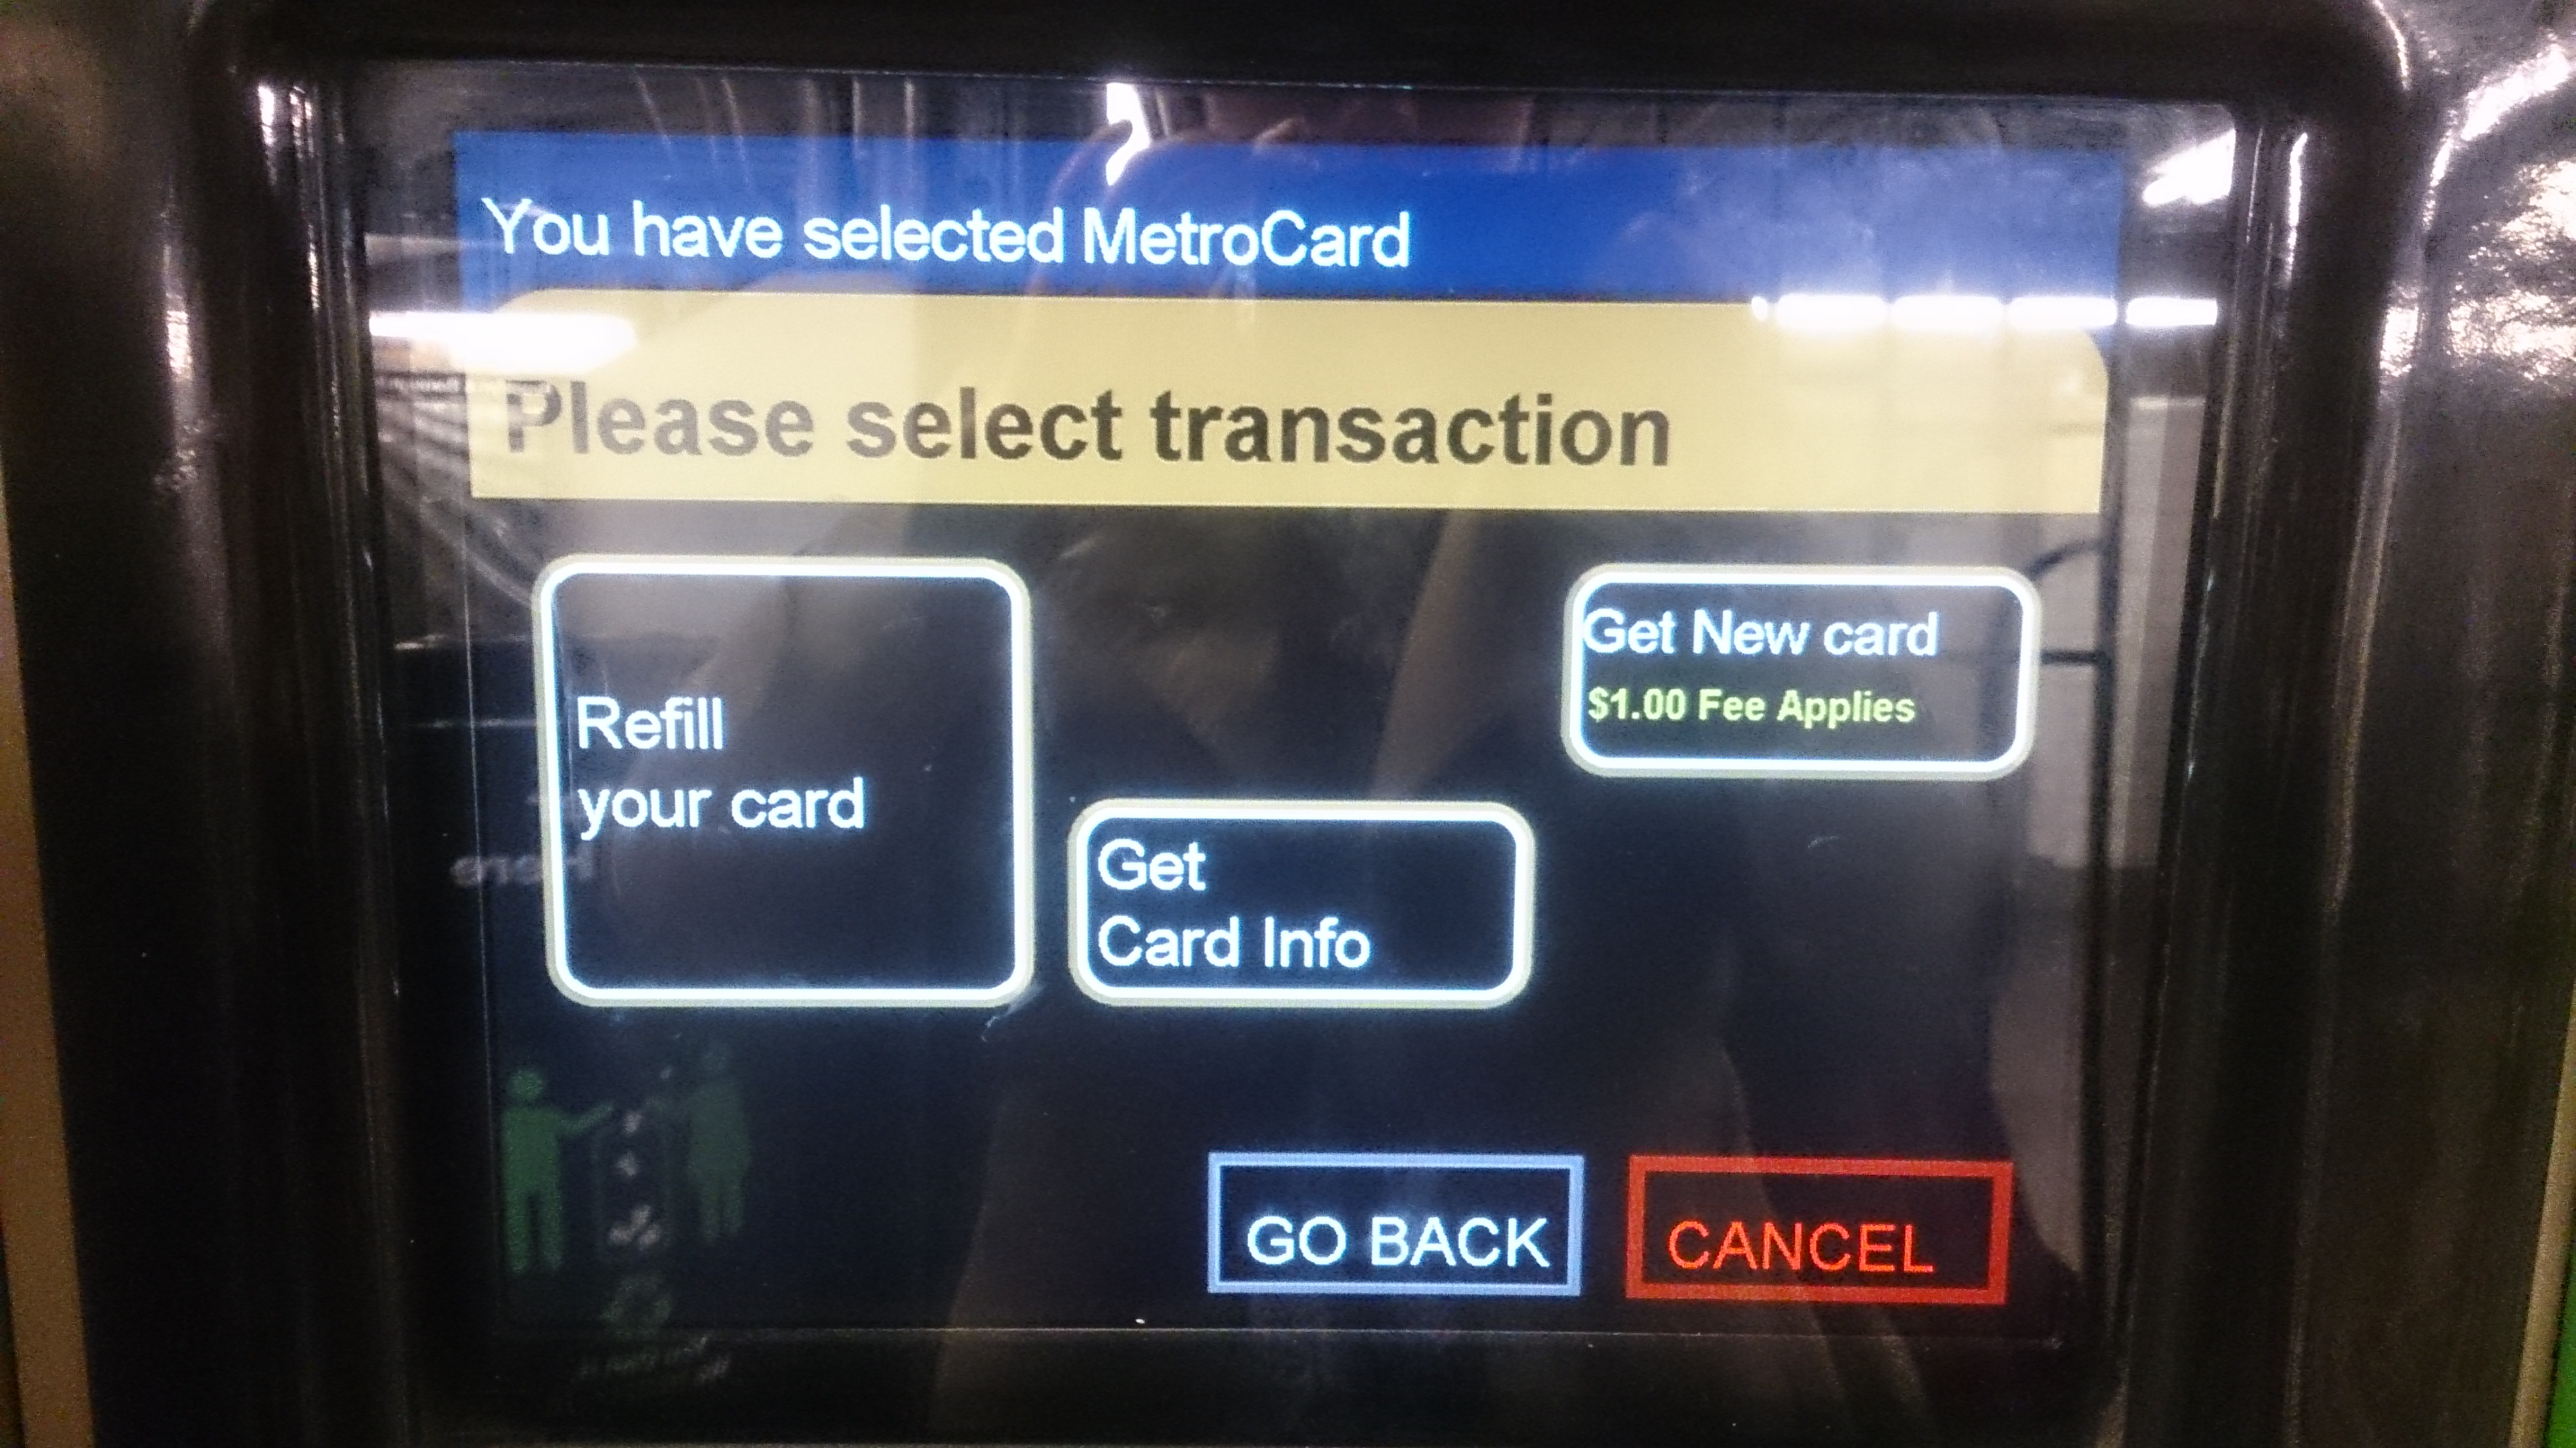 You have selected MetroCard
Please select transaction
Refill
your card
Get
Card Info
Get New card
$1.00 Fee Applies
GO BACK
CANCEL